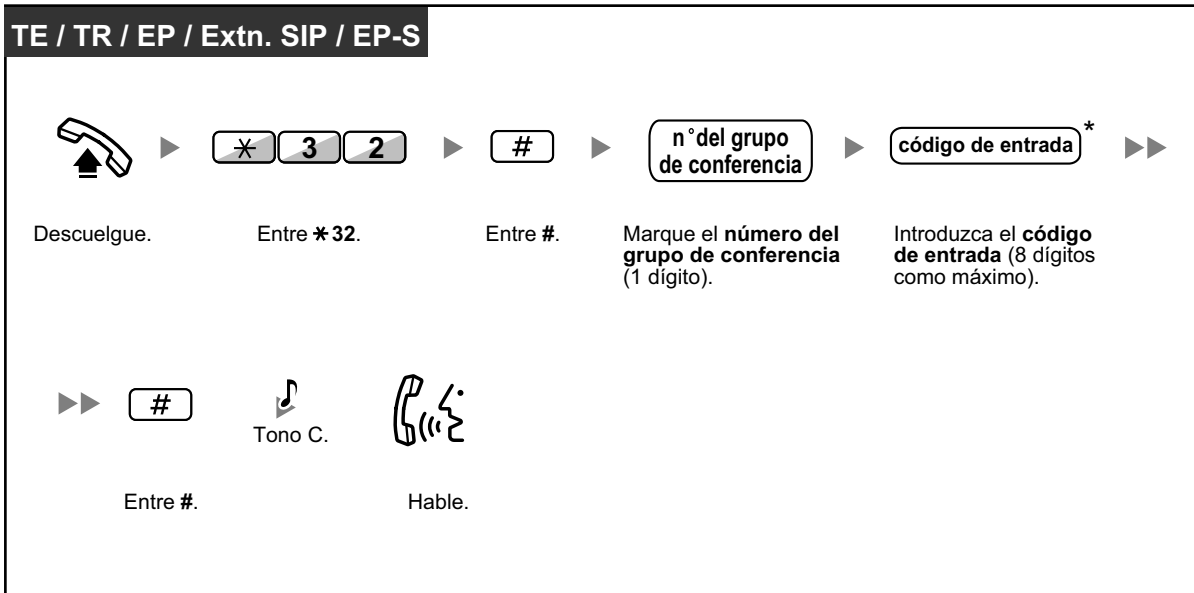 TE / TR / EP / Extn. SIP / EP-S
✳ 3 2 # n°del grupo código de entrada*
de conferencia
Descuelgue. Entre ✳32. Entre #. Marque el número del Introduzca el código
grupo de conferencia de entrada (8 dígitos
(1 dígito). como máximo).
#
Tono C.
Entre #. Hable.